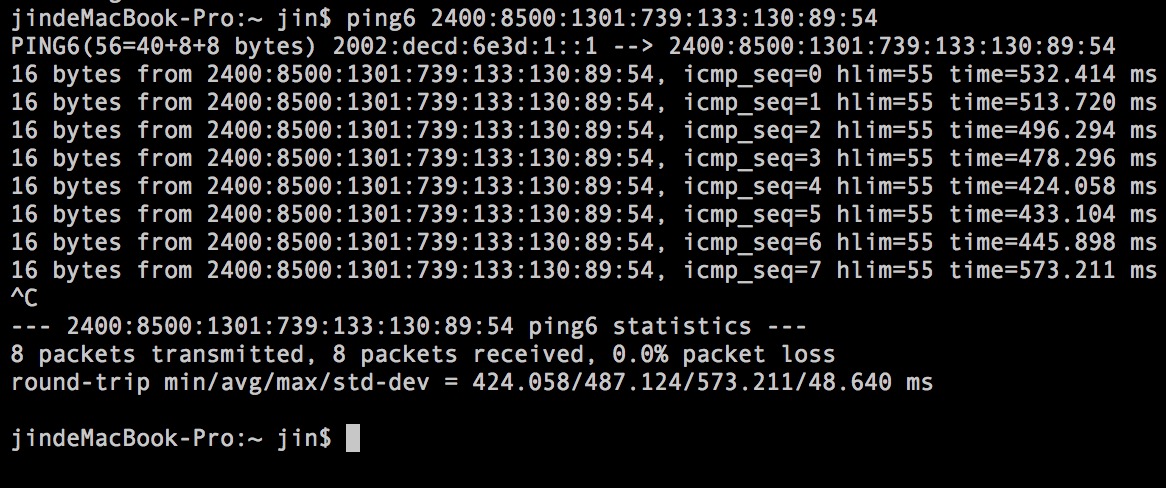 jindeMacBook-Pro:~ jin$ ping6 2400:8500:1301:739:133:130:89:54
PING6(56=40+8+8 bytes) 2002:decd:6e3d:1::1 --> 2400:8500:1301:739:133:130:89:54
16 bytes from 2400:8500:1301:739:133:130:89:54, icmp_seq=0 hlim=55 time=532.414 ms
16 bytes from 2400:8500:1301:739:133:130:89:54, icmp_seq=1 hlim=55 time=513.720 ms
16 bytes from 2400:8500:1301:739:133:130:89:54, icmp_seq=2 hlim=55 time=496.294 ms
16 bytes from 2400:8500:1301:739:133:130:89:54, icmp_seq=3 hlim=55 time=478.296 ms
16 bytes from 2400:8500:1301:739:133:130:89:54, icmp_seq=4 hlim=55 time=424.058 ms
16 bytes from 2400:8500:1301:739:133:130:89:54, icmp_seq=5 hlim=55 time=433.104 ms
16 bytes from 2400:8500:1301:739:133:130:89:54, icmp_seq=6 hlim=55 time=445.898 ms
16 bytes from 2400:8500:1301:739:133:130:89:54, icmp_seq=7 hlim=55 time=573.211 ms
^C
--- 2400:8500:1301:739:133:130:89:54 ping6 statistics ---
8 packets transmitted, 8 packets received, 0.0% packet loss
round-trip min/avg/max/std-dev = 424.058/487.124/573.211/48.640 ms
jindeMacBook-Pro:~ jin$